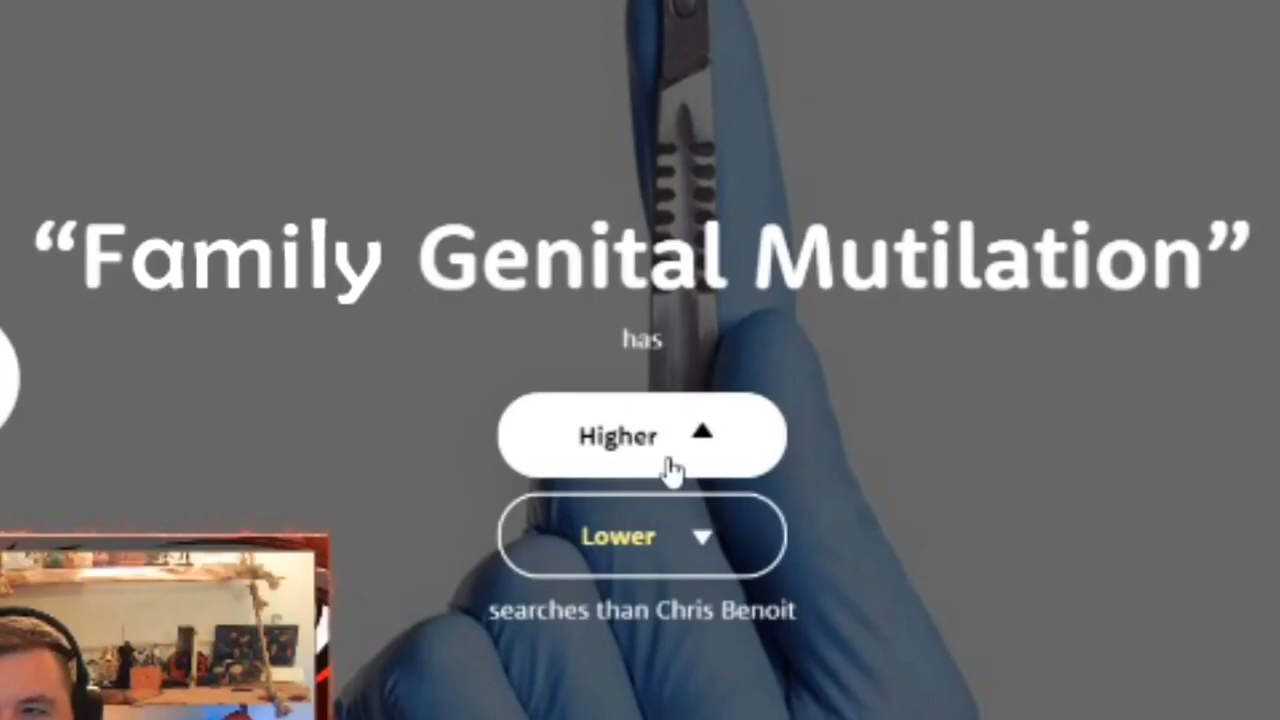 “Family Genital Mutilation”
has
Higher
Lower
searches than Chris Benoit